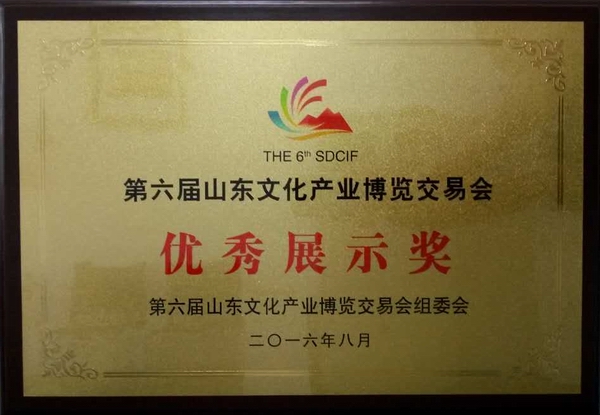 THE 6th SDCIF
第六届山东文化产业博览交易会
优秀展示奖
第六届山东文化产业博览交易会组委会
二〇一六年八月